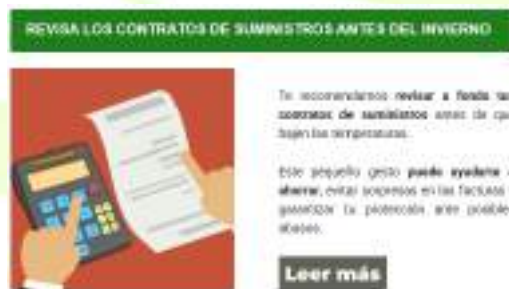 REVISA LOS CONTRATOS DE SUMINISTROS ANTES DEL INVIERNO
Te recomendamos revisar a fondo tus
contratos de suministros antes de que
bajen las temperaturas.
Este pequeño gesto puede ayudarte a
ahorrar, evitar sorpresas en las facturas y
garantizar tu protección ante posibles
abusos.
Leer más